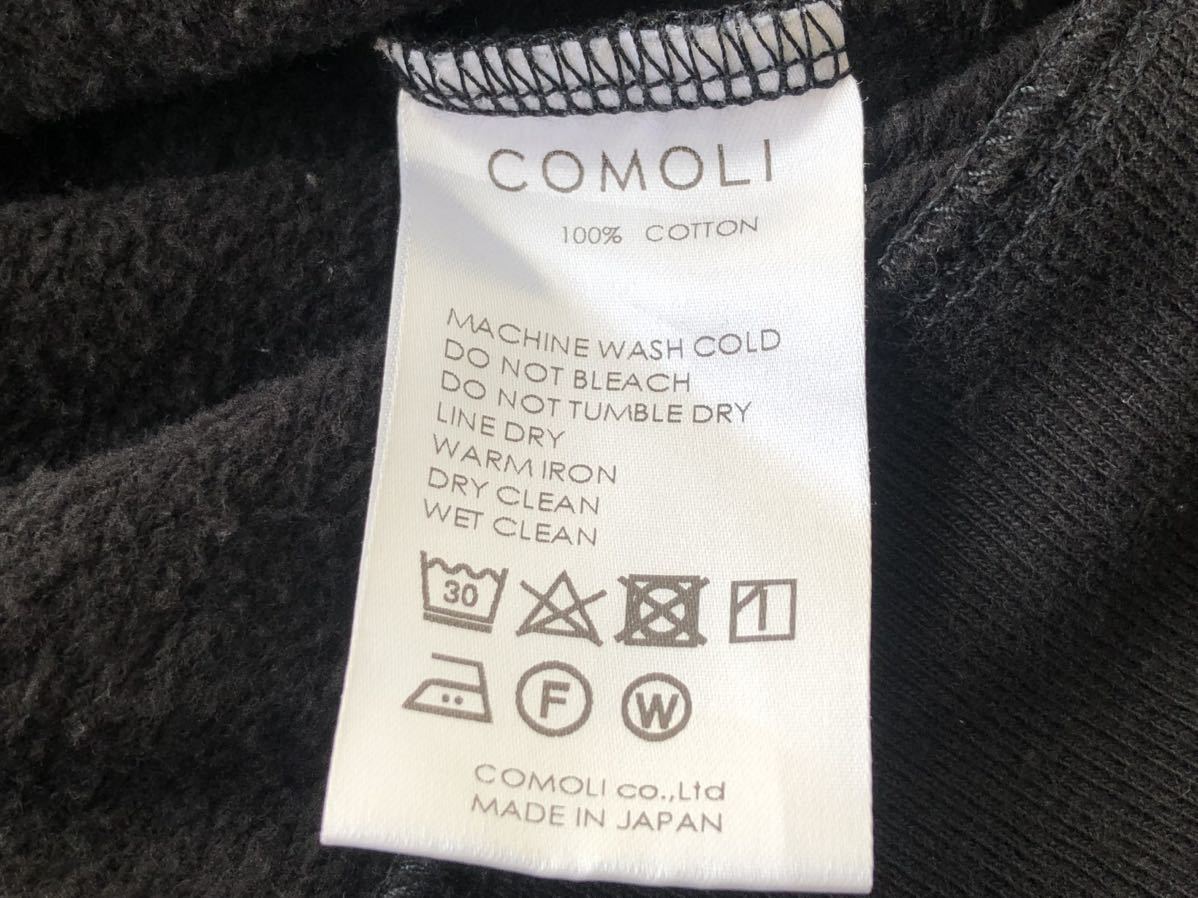 COMOLI
100% COTTON
MACHINE WASH COLD
DO NOT BLEACH
DO NOT TUMBLE DRY
LINE DRY
WARM IRON
DRY CLEAN
WET CLEAN
30
F W
COMOLI co.,Ltd
MADE IN JAPAN